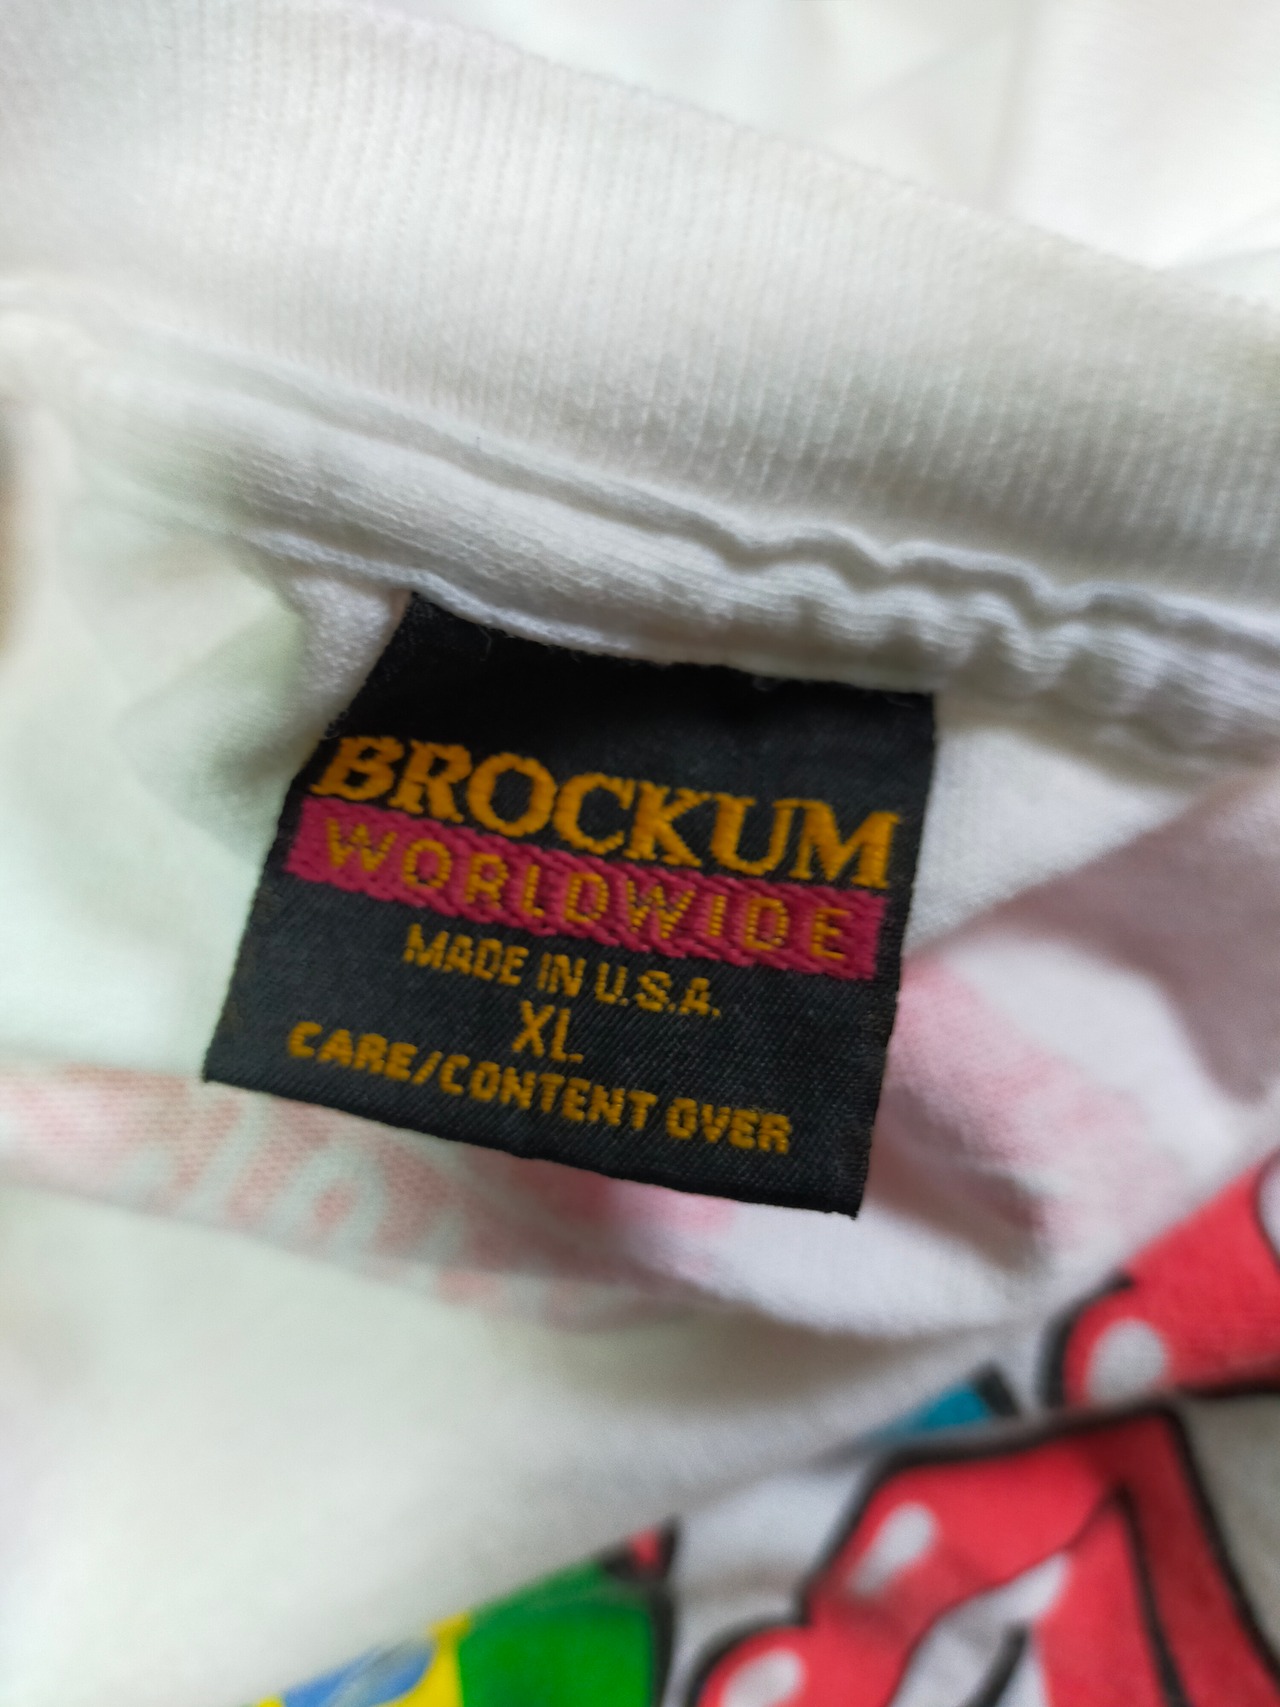 BROCKUM
WORLDWIDE
MADE IN U.S.A.
XL
CARE/CONTENT OVER